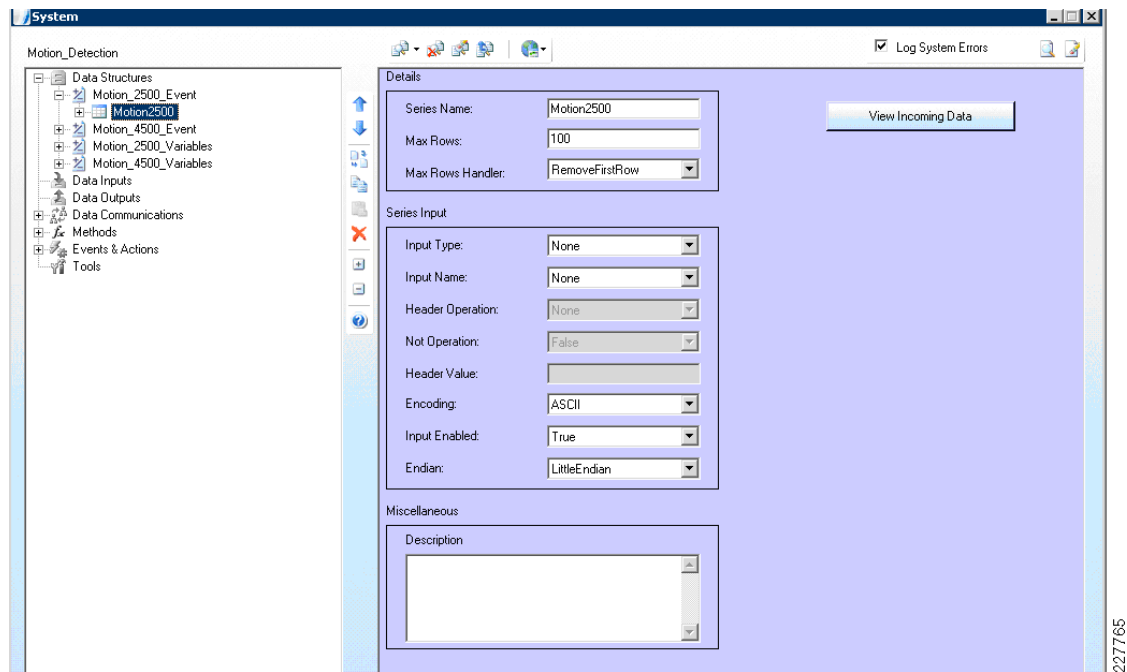 System
Motion_Detection
Log System Errors
Data Structures
Motion_2500_Event
Motion2500
Motion_4500_Event
Motion_2500_Variables
Motion_4500_Variables
Data Inputs
Data Outputs
Data Communications
Methods
Events & Actions
Tools
Details
Series Name: Motion2500
Max Rows: 100
Max Rows Handler: RemoveFirstRow
View Incoming Data
Series Input
Input Type: None
Input Name: None
Header Operation: None
Not Operation: False
Header Value:
Encoding: ASCII
Input Enabled: True
Endian: LittleEndian
Miscellaneous
Description
227765